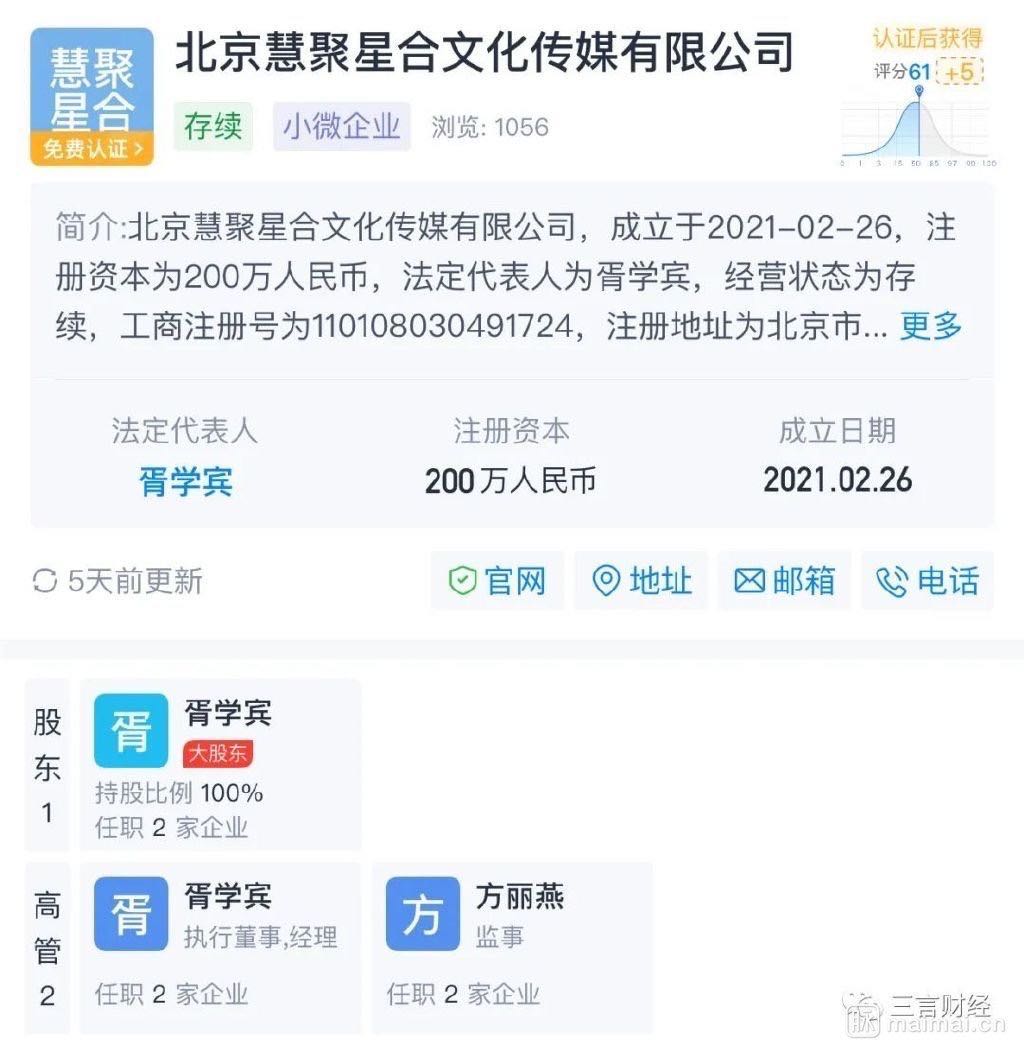 慧聚
星合
免费认证>
北京慧聚星合文化传媒有限公司
存续 小微企业 浏览: 1056
认证后获得
评分61 +5
0 1 3 15 50 85 97 99 100
简介:北京慧聚星合文化传媒有限公司，成立于2021-02-26，注
册资本为200万人民币，法定代表人为胥学宾，经营状态为存
续，工商注册号为110108030491724，注册地址为北京市... 更多
法定代表人 注册资本 成立日期
胥学宾 200万人民币 2021.02.26
5天前更新 官网 地址 邮箱 电话
股东1
胥 胥学宾
大股东
持股比例 100%
任职 2 家企业
高管2
胥 胥学宾
执行董事,经理
任职 2 家企业
方 方丽燕
监事
任职 2 家企业
三言财经
脉 maimai.cn